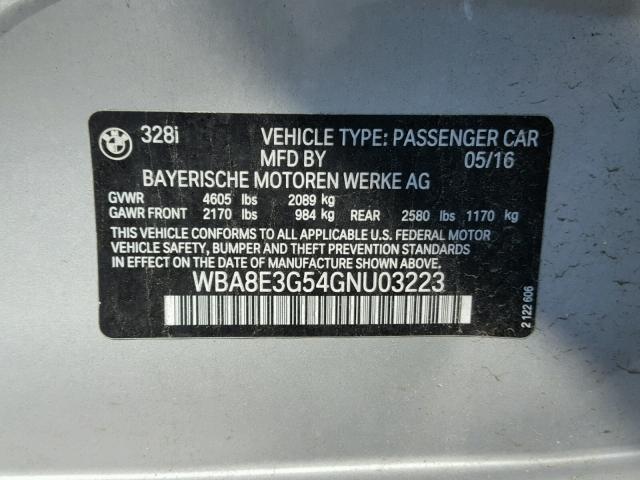 328i VEHICLE TYPE: PASSENGER CAR
MFD BY 05/16
BAYERISCHE MOTOREN WERKE AG
GVWR 4605 lbs 2089 kg
GAWR FRONT 2170 lbs 984 kg REAR 2580 lbs 1170 kg
THIS VEHICLE CONFORMS TO ALL APPLICABLE U.S. FEDERAL MOTOR
VEHICLE SAFETY, BUMPER AND THEFT PREVENTION STANDARDS
IN EFFECT ON THE DATE OF MANUFACTURE SHOWN ABOVE.
WBA8E3G54GNU03223
2 122 606